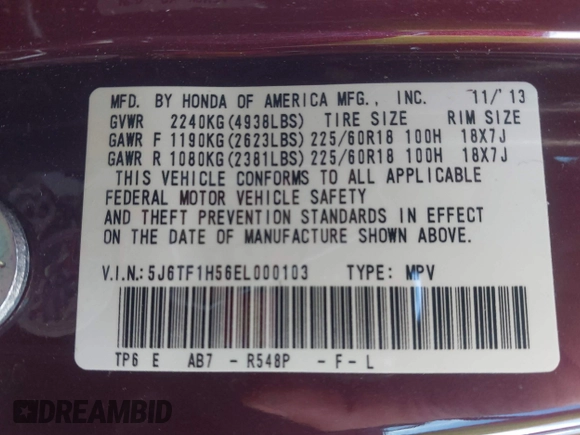 MFD. BY HONDA OF AMERICA MFG., INC. 11/13
GVWR 2240KG(4938LBS) TIRE SIZE RIM SIZE
GAWR F 1190KG(2623LBS) 225/60R18 100H 18X7J
GAWR R 1080KG(2381LBS) 225/60R18 100H 18X7J
THIS VEHICLE CONFORMS TO ALL APPLICABLE
FEDERAL MOTOR VEHICLE SAFETY
AND THEFT PREVENTION STANDARDS IN EFFECT
ON THE DATE OF MANUFACTURE SHOWN ABOVE.
V.I.N.:5J6TF1H56EL000103 TYPE: MPV
TP6 E AB7 - R548P - F - L
DREAMBID